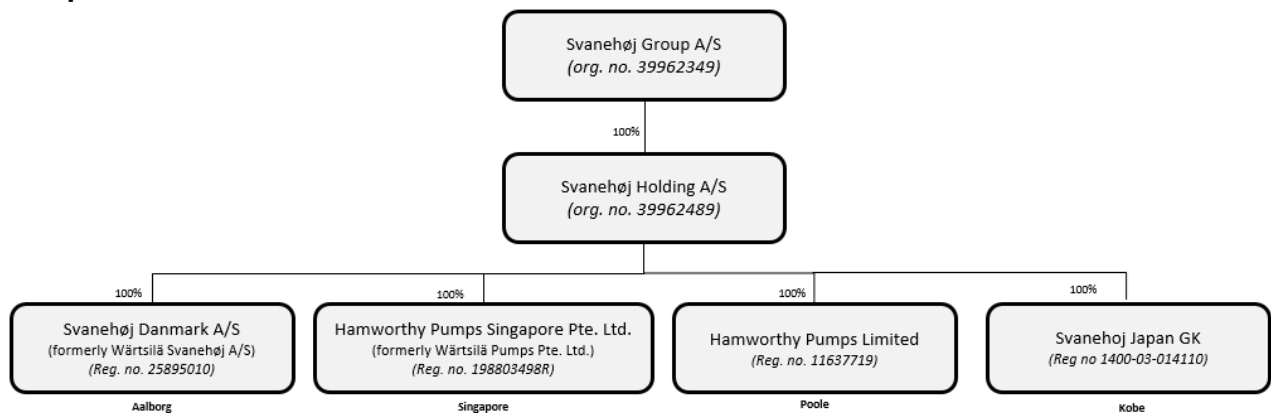 Svanehøj Group A/S
(org. no. 39962349)
100%
Svanehøj Holding A/S
(org. no. 39962489)
100%
100%
100%
100%
Svanehøj Danmark A/S
(formerly Wärtsilä Svanehøj A/S)
(Reg. no. 25895010)
Hamworthy Pumps Singapore Pte. Ltd.
(formerly Wärtsilä Pumps Pte. Ltd.)
(Reg. no. 198803498R)
Hamworthy Pumps Limited
(Reg. no. 11637719)
Svanehoj Japan GK
(Reg no 1400-03-014110)
Aalborg
Singapore
Poole
Kobe